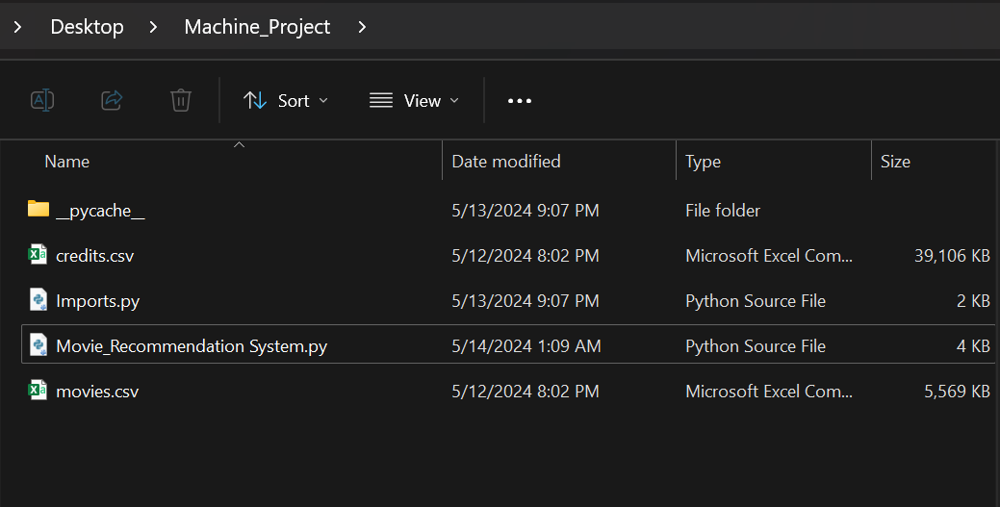 Desktop > Machine_Project >
Sort View ...
Name Date modified Type Size
__pycache__ 5/13/2024 9:07 PM File folder
credits.csv 5/12/2024 8:02 PM Microsoft Excel Com... 39,106 KB
Imports.py 5/13/2024 9:07 PM Python Source File 2 KB
Movie_Recommendation System.py 5/14/2024 1:09 AM Python Source File 4 KB
movies.csv 5/12/2024 8:02 PM Microsoft Excel Com... 5,569 KB